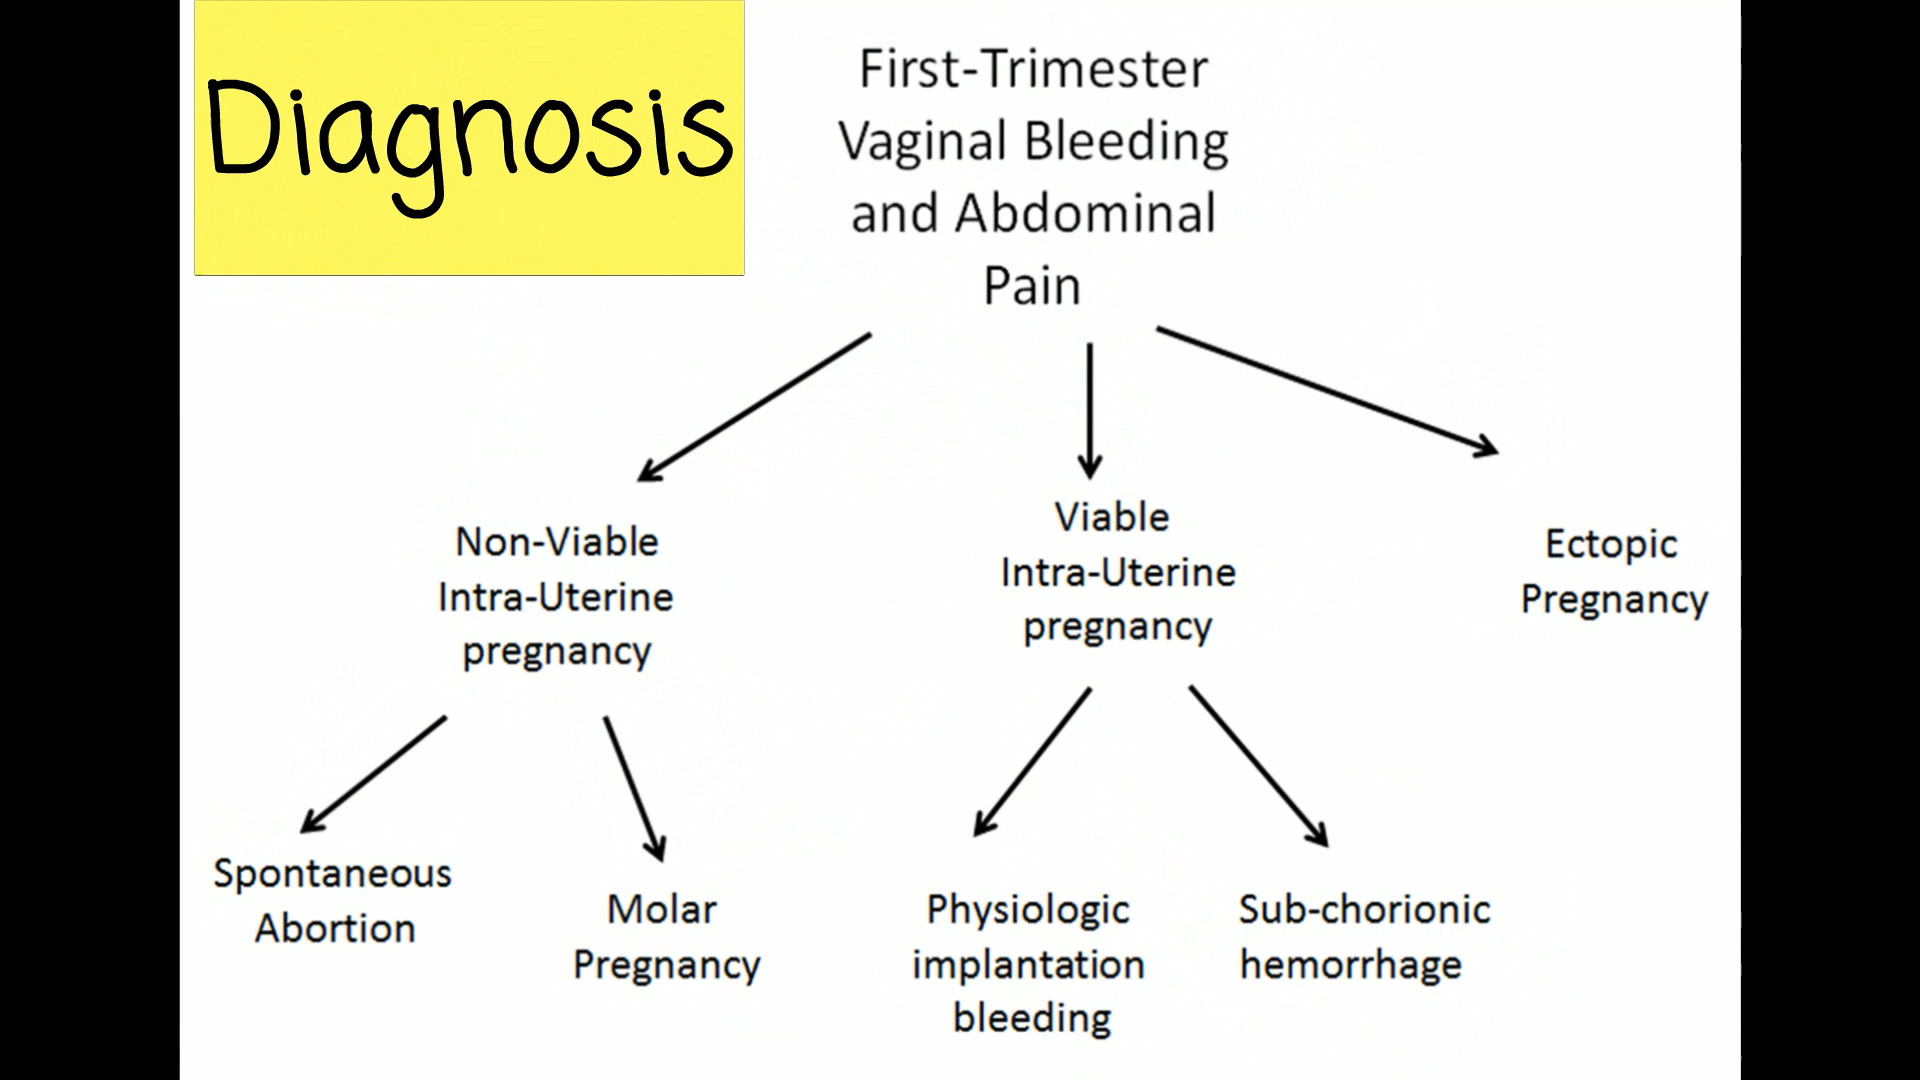 Diagnosis
First-Trimester
Vaginal Bleeding
and Abdominal
Pain
Non-Viable
Intra-Uterine
pregnancy
Viable
Intra-Uterine
pregnancy
Ectopic
Pregnancy
Spontaneous
Abortion
Molar
Pregnancy
Physiologic
implantation
bleeding
Sub-chorionic
hemorrhage